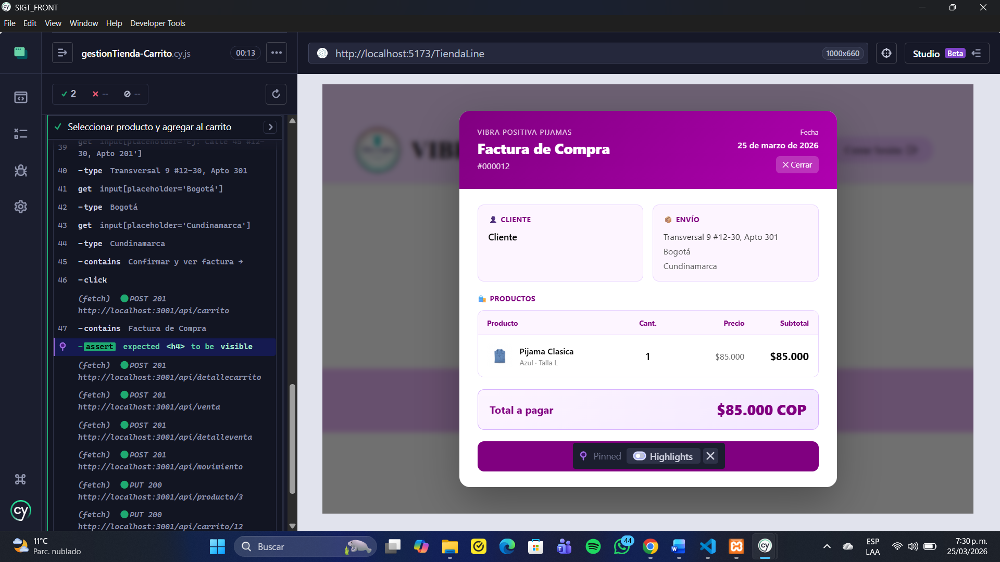 SIGT_FRONT
File Edit View Window Help Developer Tools
gestionTienda-Carrito.cy.js
00:13
2
--
--
Seleccionar producto y agregar al carrito
39 get input[placeholder='Ej: Calle 45 #12-30, Apto 201']
40 -type Transversal 9 #12-30, Apto 301
41 get input[placeholder='Bogotá']
42 -type Bogotá
43 get input[placeholder='Cundinamarca']
44 -type Cundinamarca
45 -contains Confirmar y ver factura →
46 -click
(fetch) POST 201
http://localhost:3001/api/carrito
47 -contains Factura de Compra
-assert expected <h4> to be visible
(fetch) POST 201
http://localhost:3001/api/detallecarrito
(fetch) POST 201
http://localhost:3001/api/venta
(fetch) POST 201
http://localhost:3001/api/detalleventa
(fetch) POST 201
http://localhost:3001/api/movimiento
(fetch) PUT 200
http://localhost:3001/api/producto/3
(fetch) PUT 200
http://localhost:3001/api/carrito/12
cy
http://localhost:5173/TiendaLine
1000x660
Studio Beta
VIBRA POSITIVA PIJAMAS
Factura de Compra
#000012
Fecha
25 de marzo de 2026
✕ Cerrar
CLIENTE
Cliente
ENVÍO
Transversal 9 #12-30, Apto 301
Bogotá
Cundinamarca
PRODUCTOS
Producto Cant. Precio Subtotal
Pijama Clasica 1 $85.000 $85.000
Azul · Talla L
Total a pagar $85.000 COP
Pinned Highlights
11°C
Parc. nublado
Buscar
44
ESP
LAA
7:30 p. m.
25/03/2026